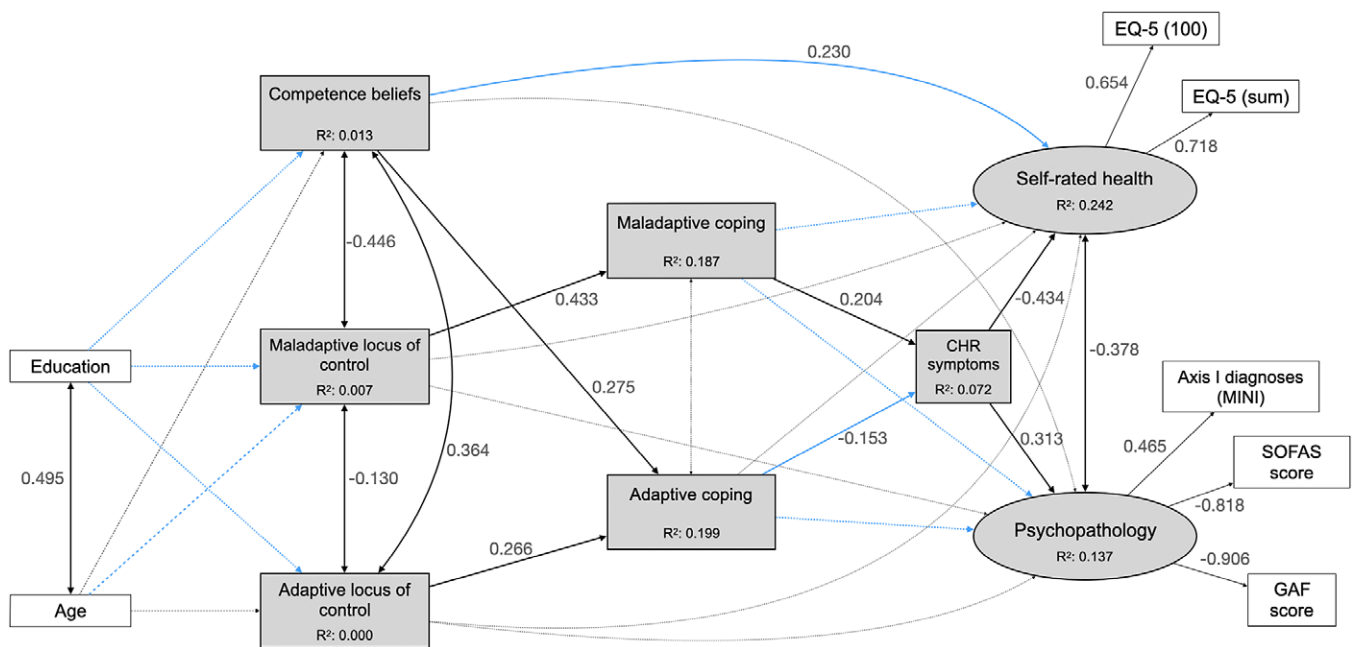 EQ-5 (100)
0.230
0.654
EQ-5 (sum)
0.718
Competence beliefs
R²: 0.013
Self-rated health
R²: 0.242
Maladaptive coping
R²: 0.187
-0.446
0.433
0.204
-0.434
Maladaptive locus of
control
R²: 0.007
CHR
symptoms
R²: 0.072
-0.378
Education
0.275
Axis I diagnoses
(MINI)
-0.153
0.313
0.364
0.465
0.495
-0.130
SOFAS
score
-0.818
Adaptive coping
R²: 0.199
Psychopathology
R²: 0.137
0.266
-0.906
GAF
score
Age
Adaptive locus of
control
R²: 0.000